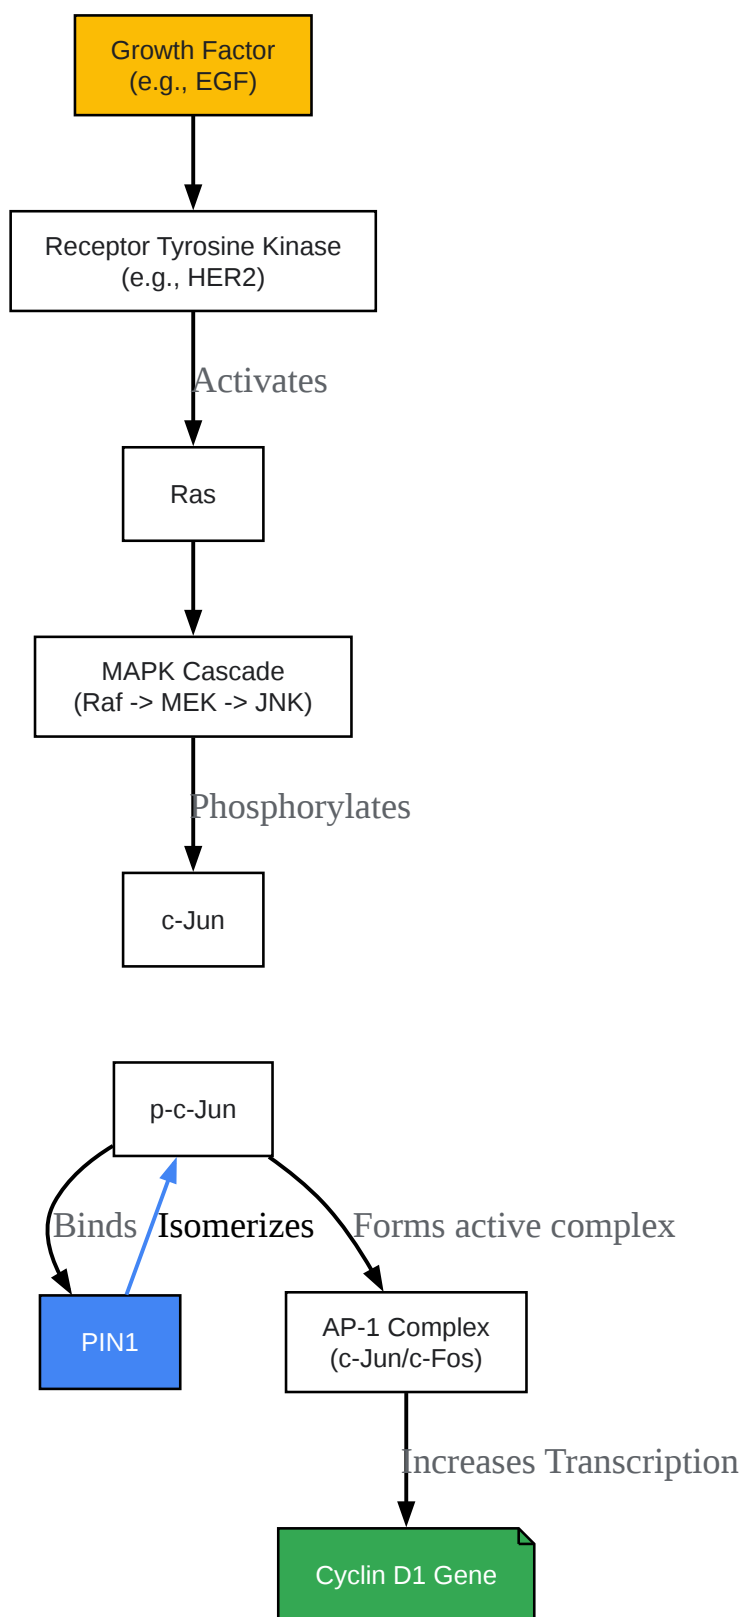 Growth Factor
(e.g., EGF)
Receptor Tyrosine Kinase
(e.g., HER2)
Activates
Ras
MAPK Cascade
(Raf -> MEK -> JNK)
Phosphorylates
c-Jun
p-c-Jun
Binds
Isomerizes
Forms active complex
PIN1
AP-1 Complex
(c-Jun/c-Fos)
Increases Transcription
Cyclin D1 Gene